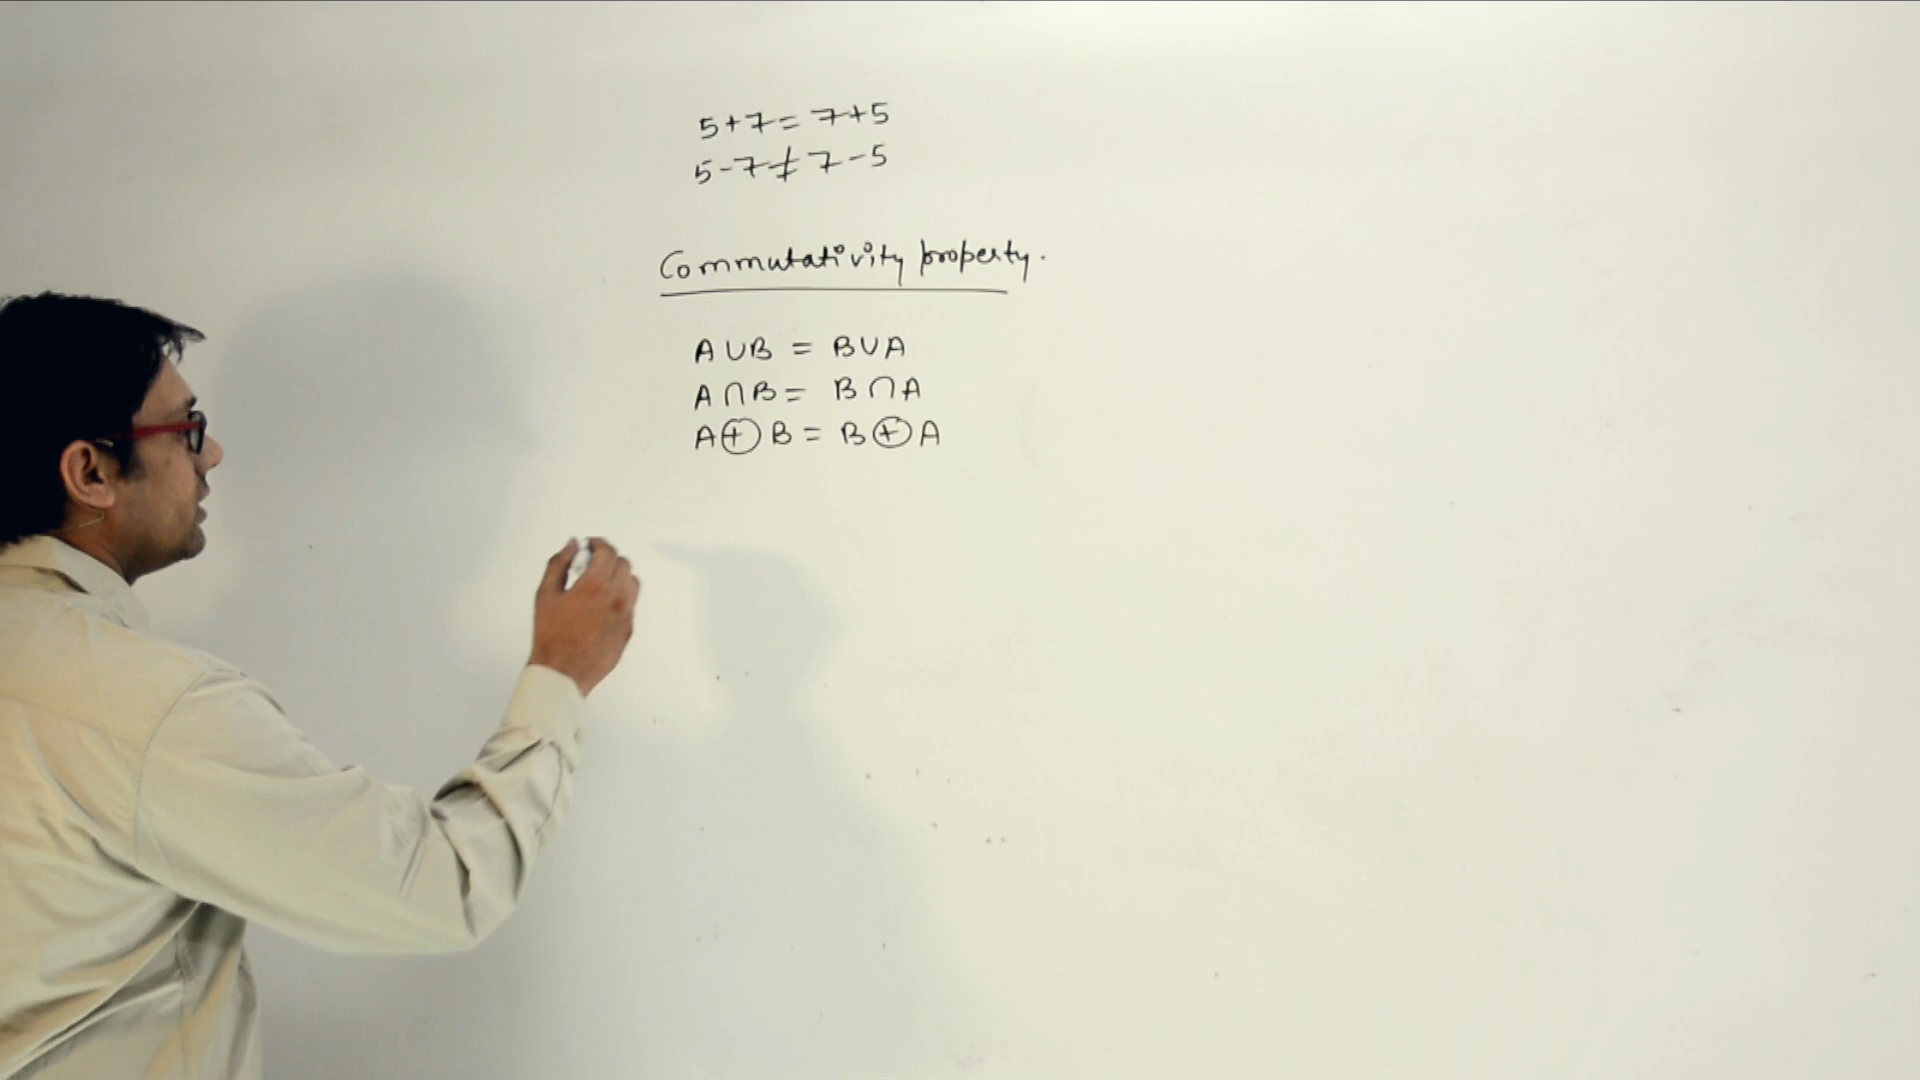 5+7=7+5
5-7≠7-5
Commutativity property.
A∪B = B∪A
A∩B = B∩A
A⊕B = B⊕A